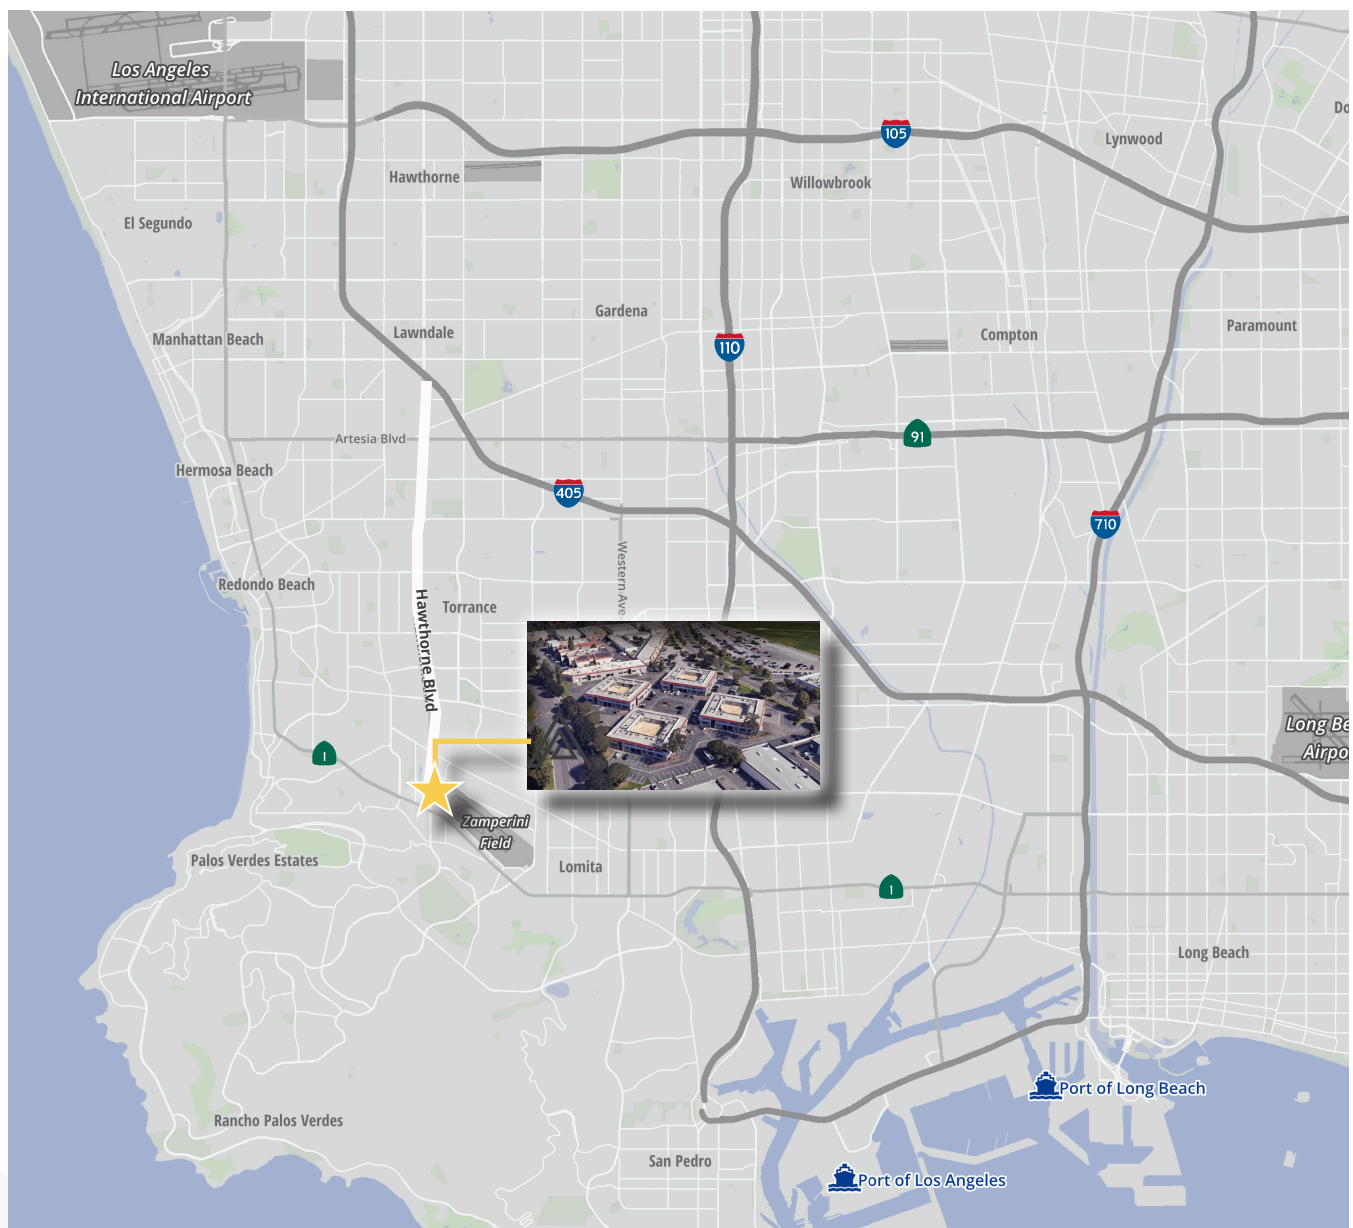 Los Angeles
International Airport
105
Do
Lynwood
Hawthorne
Willowbrook
El Segundo
Gardena
Paramount
Lawndale
Manhattan Beach
Compton
110
Artesia Blvd
91
Hermosa Beach
405
710
Western Ave
Redondo Beach
Torrance
Hawthorne Blvd
Long Be
Airpo
1
Zamperini
Field
Palos Verdes Estates
Lomita
1
Long Beach
Port of Long Beach
Rancho Palos Verdes
San Pedro
Port of Los Angeles